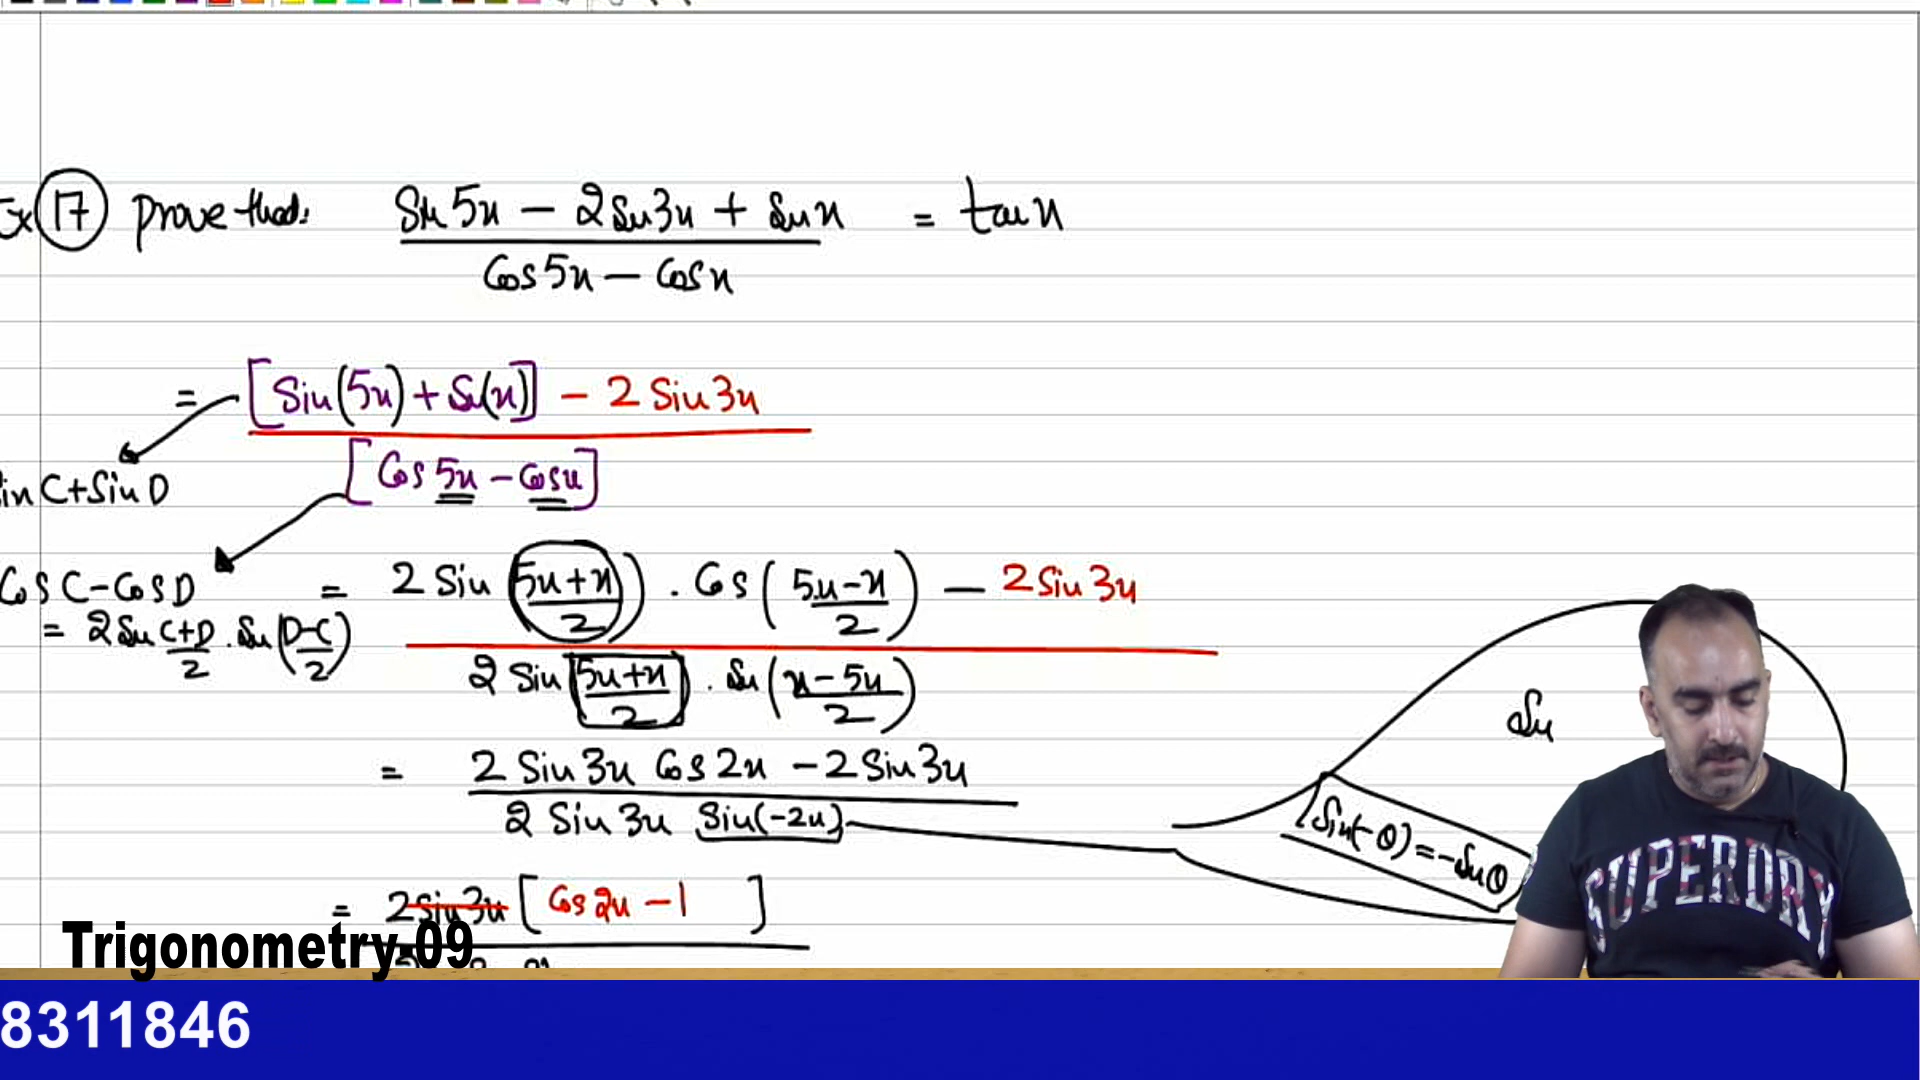 Ex 17 prove that: Sin 5x - 2 Sin 3x + Sin x = tan x
Cos 5x - Cos x
= [Sin(5x) + Sin(x)] - 2 Sin 3x
[Cos 5x - Cos x]
in C + Sin D
Cos C - Cos D = 2 Sin (5x+x/2) . Cos (5x-x/2) - 2 Sin 3x
= 2 Sin C+D/2 . Sin (D-C/2)
2 Sin (5x+x/2) . Sin (x-5x/2)
Sin
= 2 Sin 3x Cos 2x - 2 Sin 3x
2 Sin 3x Sin(-2x)
Sin(-θ) = -Sin θ
= 2 Sin 3x [Cos 2x - 1]
Trigonometry 09
8311846
SUPERDRY